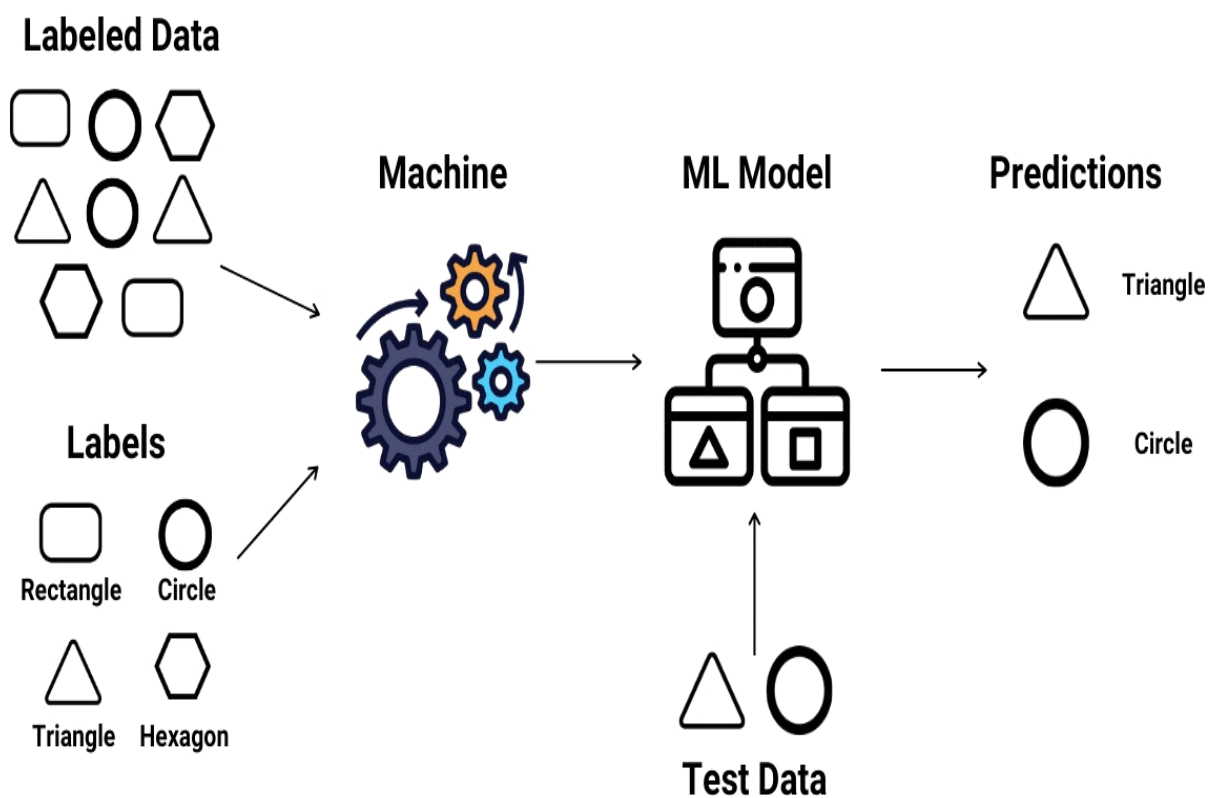 Labeled Data
Machine
ML Model
Predictions
Triangle
Circle
Labels
Rectangle Circle
Triangle Hexagon
Test Data